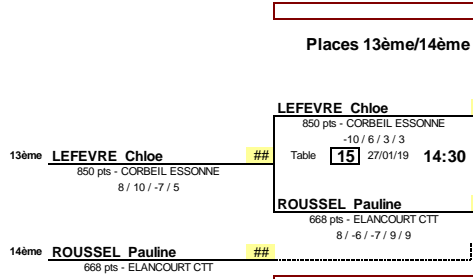 Places 13ème/14ème
LEFEVRE Chloe
850 pts - CORBEIL ESSONNE
-10 / 6 / 3 / 3
13ème LEFEVRE Chloe ## Table 15 27/01/19 14:30
850 pts - CORBEIL ESSONNE
8 / 10 / -7 / 5
ROUSSEL Pauline
668 pts - ELANCOURT CTT
8 / -6 / -7 / 9 / 9
14ème ROUSSEL Pauline ##
668 pts - ELANCOURT CTT